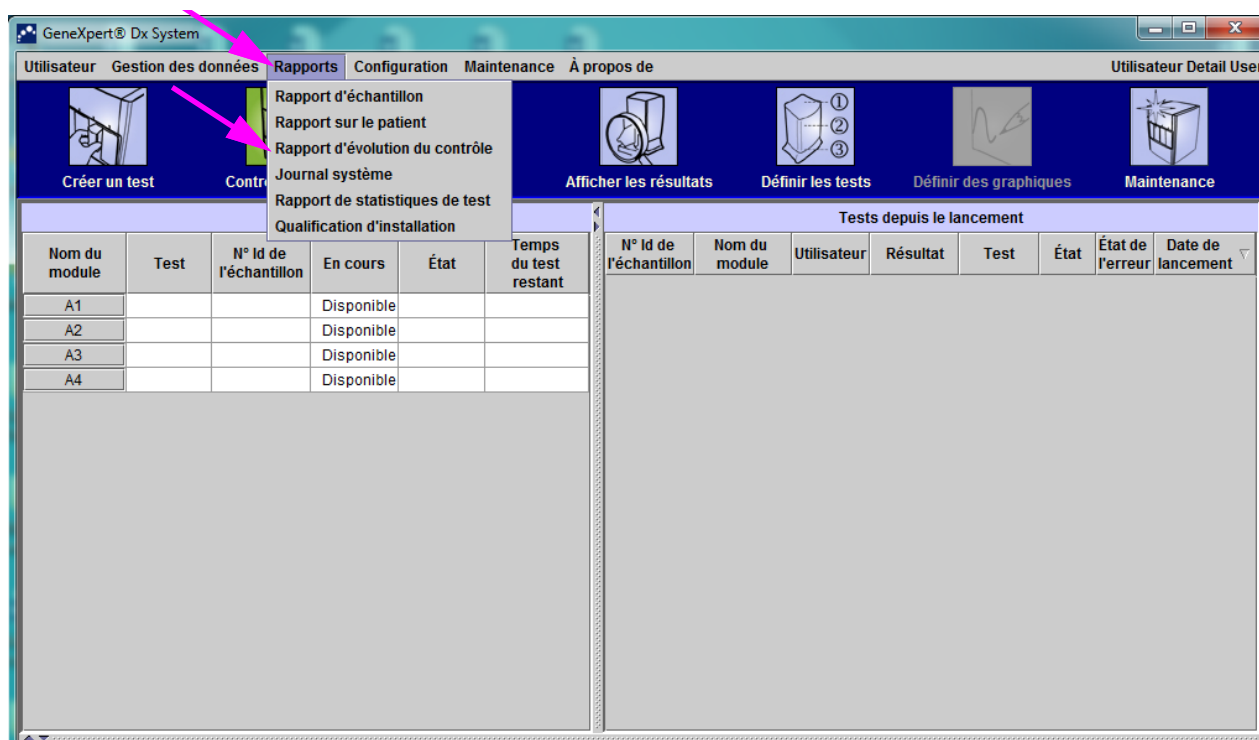 GeneXpert® Dx System
Utilisateur Gestion des données Rapports Configuration Maintenance À propos de Utilisateur Detail User
Rapport d'échantillon
Rapport sur le patient
Rapport d'évolution du contrôle
Journal système
Rapport de statistiques de test
Qualification d'installation
Créer un test Contr Afficher les résultats Définir les tests Définir des graphiques Maintenance
① ② ③
Nom du module Test N° Id de l'échantillon En cours État Temps du test restant
A1 Disponible
A2 Disponible
A3 Disponible
A4 Disponible
Tests depuis le lancement
N° Id de l'échantillon Nom du module Utilisateur Résultat Test État État de l'erreur Date de lancement